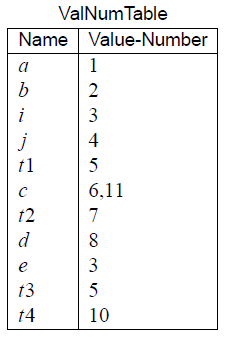 ValNumTable
Name Value-Number
a 1
b 2
i 3
j 4
t1 5
c 6,11
t2 7
d 8
e 3
t3 5
t4 10